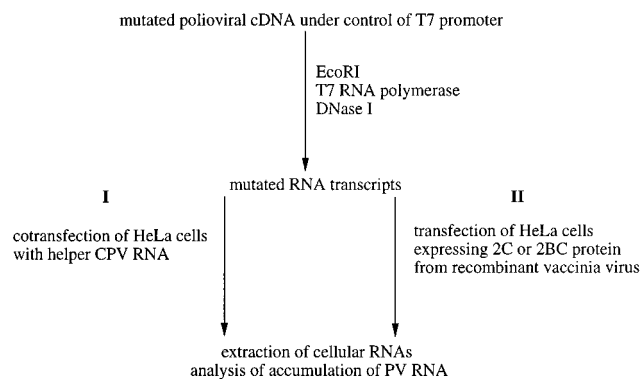 mutated polioviral cDNA under control of T7 promoter
EcoRI
T7 RNA polymerase
DNase I
mutated RNA transcripts
I
cotransfection of HeLa cells
with helper CPV RNA
II
transfection of HeLa cells
expressing 2C or 2BC protein
from recombinant vaccinia virus
extraction of cellular RNAs
analysis of accumulation of PV RNA